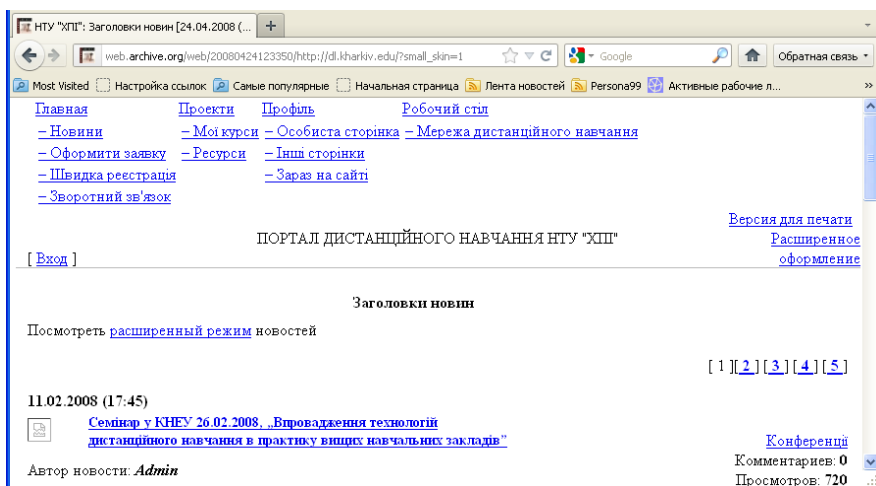 НТУ "ХПІ": Заголовки новин [24.04.2008 (...
web.archive.org/web/20080424123350/http://dl.kharkiv.edu/?small_skin=1
Google
Обратная связь
Most Visited Настройка ссылок Самые популярные Начальная страница Лента новостей Persona99 Активные рабочие л... »
Главная Проекти Профіль Робочий стіл
– Новини – Мої курси – Особиста сторінка – Мережа дистанційного навчання
– Оформити заявку – Ресурси – Інші сторінки
– Швидка реєстрація – Зараз на сайті
– Зворотний зв'язок
Версия для печати
ПОРТАЛ ДИСТАНЦІЙНОГО НАВЧАННЯ НТУ "ХПІ"
Расширенное
[ Вход ]
оформление
Заголовки новин
Посмотреть расширенный режим новостей
[ 1 ][ 2 ] [ 3 ] [ 4 ] [ 5 ]
11.02.2008 (17:45)
Семінар у КНЕУ 26.02.2008, „Впровадження технологій
дистанційного навчання в практику вищих навчальних закладів”
Конференції
Комментариев: 0
Автор новости: Admin
Просмотров: 720